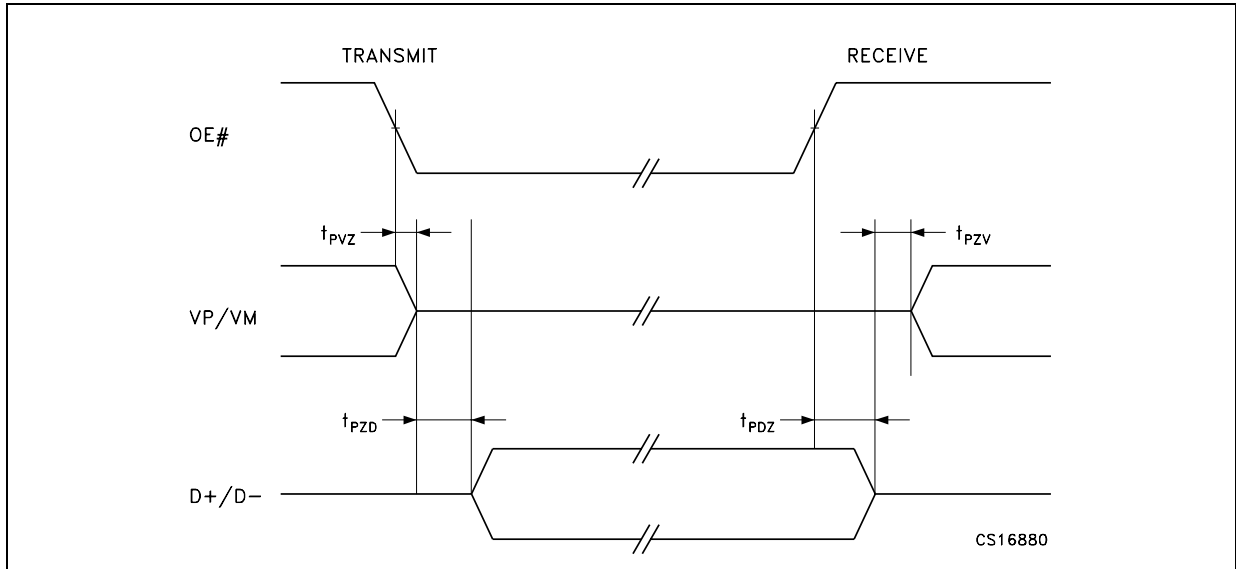 TRANSMIT
RECEIVE
OE#
tPVZ
tPZV
VP/VM
tPZD
tPDZ
D+/D−
CS16880